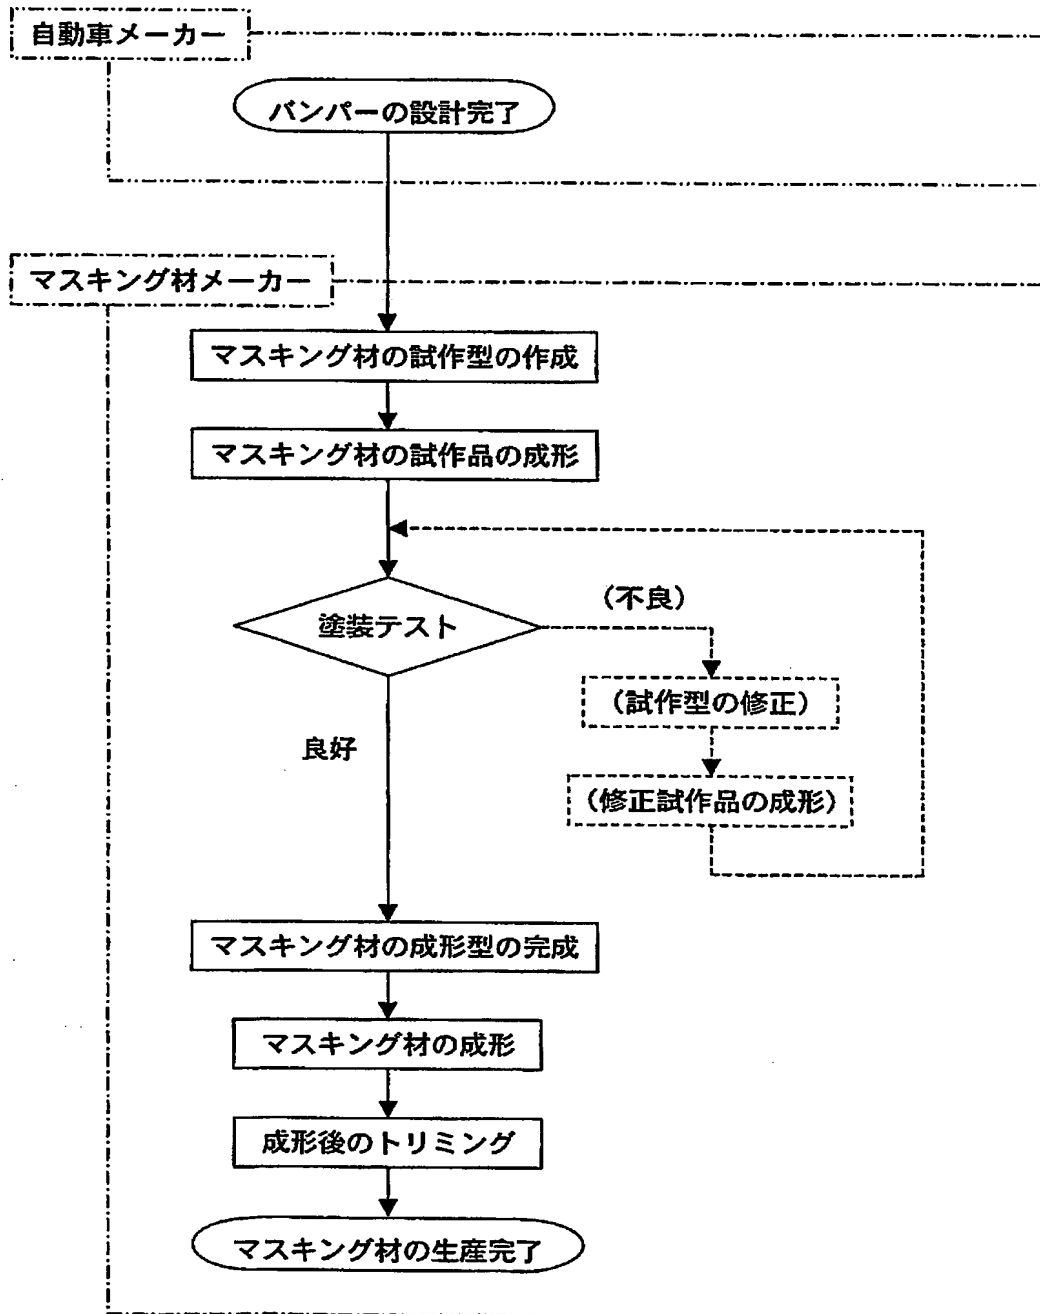 自動車メーカー
バンパーの設計完了
マスキング材メーカー
マスキング材の試作型の作成
マスキング材の試作品の成形
塗装テスト
（不良）
（試作型の修正）
良好
（修正試作品の成形）
マスキング材の成形型の完成
マスキング材の成形
成形後のトリミング
マスキング材の生産完了